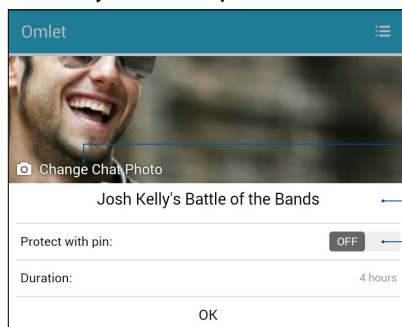 Omlet
Change Chat Photo
Josh Kelly's Battle of the Bands
Protect with pin:
OFF
Duration:
4 hours
OK